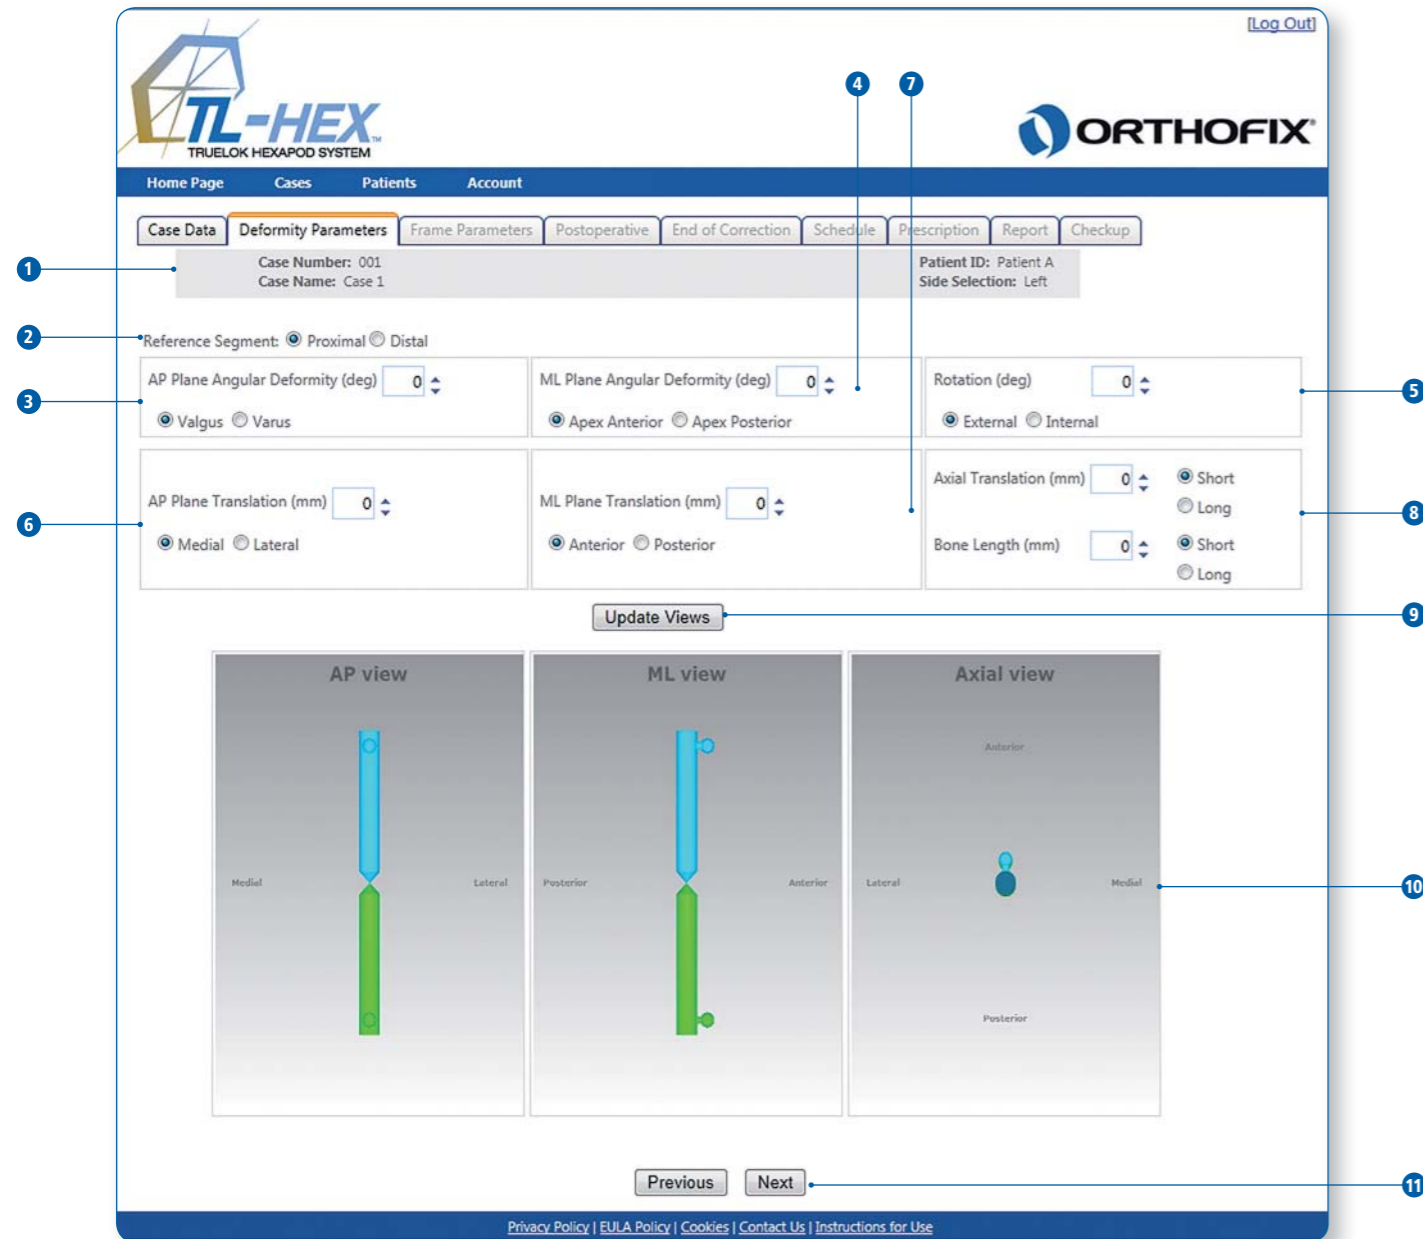 [Log Out]
TL-HEX™
TRUELOK HEXAPOD SYSTEM
ORTHOFIX®
4 7
Home Page Cases Patients Account
Case Data Deformity Parameters Frame Parameters Postoperative End of Correction Schedule Prescription Report Checkup
1 Case Number: 001 Patient ID: Patient A
Case Name: Case 1 Side Selection: Left
2 Reference Segment: Proximal Distal
3 AP Plane Angular Deformity (deg) 0 ML Plane Angular Deformity (deg) 0 Rotation (deg) 0 5
Valgus Varus Apex Anterior Apex Posterior External Internal
Axial Translation (mm) 0 Short
6 AP Plane Translation (mm) 0 ML Plane Translation (mm) 0 Long 8
Medial Lateral Anterior Posterior Bone Length (mm) 0 Short
Long
Update Views 9
AP view ML view Axial view
Anterior
Medial Lateral Posterior Anterior Lateral Medial 10
Posterior
Previous Next 11
Privacy Policy | EULA Policy | Cookies | Contact Us | Instructions for Use